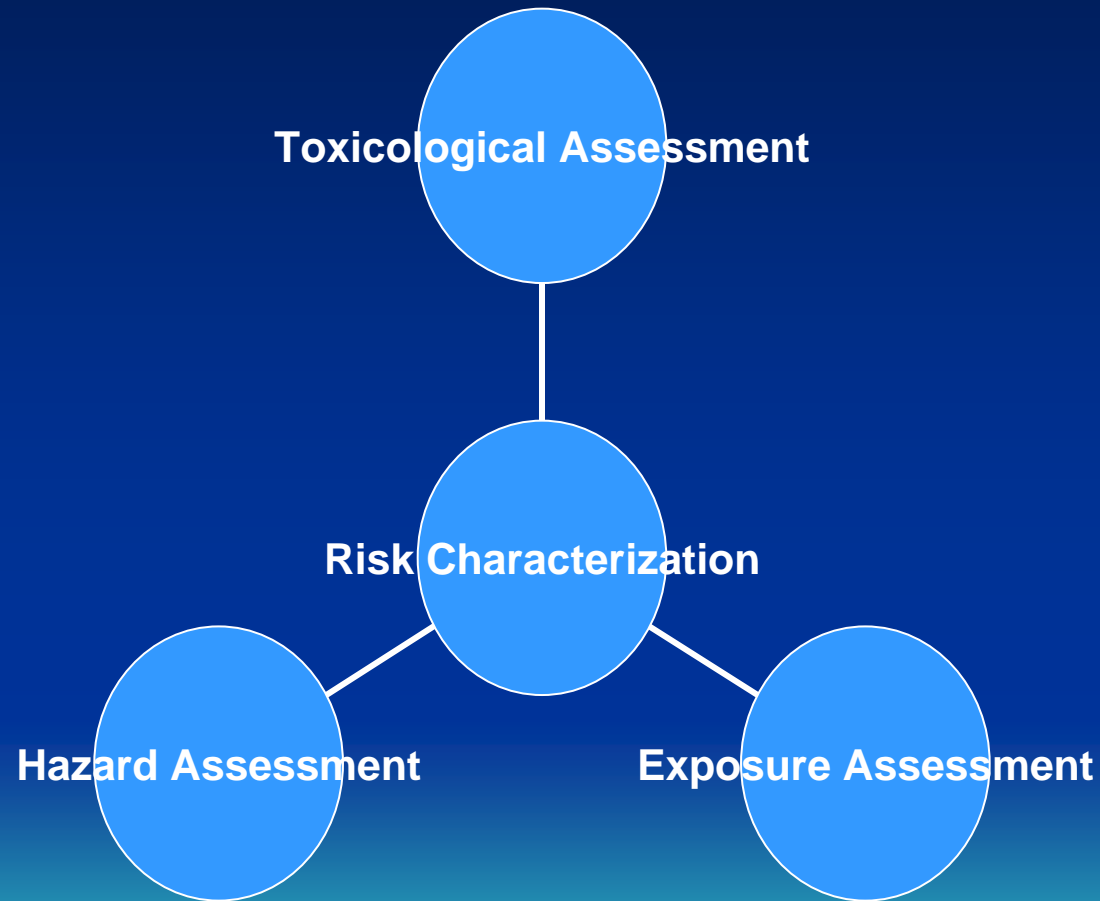 Toxicological Assessment
Risk Characterization
Hazard Assessment
Exposure Assessment